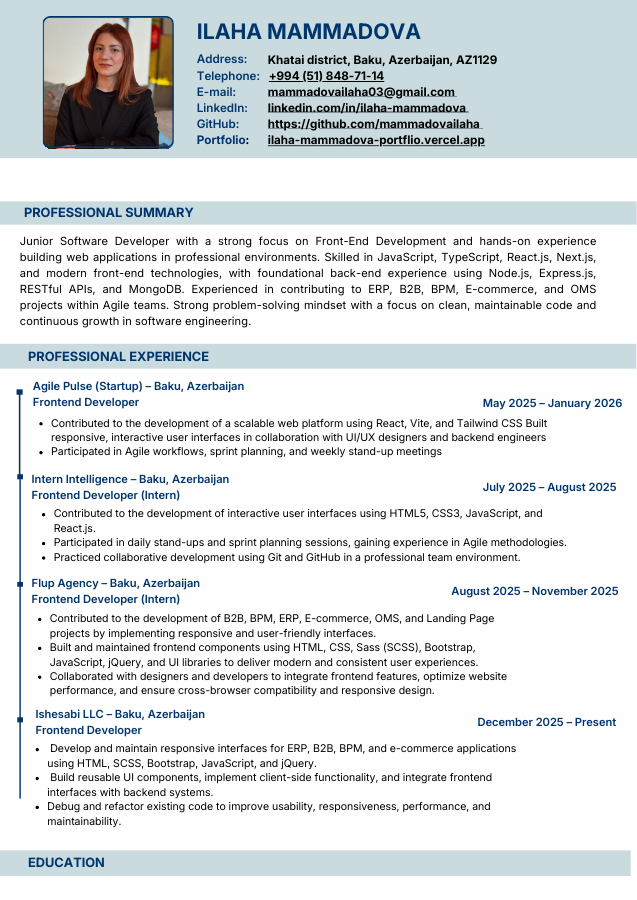 ILAHA MAMMADOVA
Address: Khatai district, Baku, Azerbaijan, AZ1129
Telephone: +994 (51) 848-71-14
E-mail: mammadovailaha03@gmail.com
LinkedIn: linkedin.com/in/ilaha-mammadova
GitHub: https://github.com/mammadovailaha
Portfolio: ilaha-mammadova-portflio.vercel.app
PROFESSIONAL SUMMARY
Junior Software Developer with a strong focus on Front-End Development and hands-on experience
building web applications in professional environments. Skilled in JavaScript, TypeScript, React.js, Next.js,
and modern front-end technologies, with foundational back-end experience using Node.js, Express.js,
RESTful APIs, and MongoDB. Experienced in contributing to ERP, B2B, BPM, E-commerce, and OMS
projects within Agile teams. Strong problem-solving mindset with a focus on clean, maintainable code and
continuous growth in software engineering.
PROFESSIONAL EXPERIENCE
Agile Pulse (Startup) – Baku, Azerbaijan
Frontend Developer
May 2025 – January 2026
• Contributed to the development of a scalable web platform using React, Vite, and Tailwind CSS Built
responsive, interactive user interfaces in collaboration with UI/UX designers and backend engineers
• Participated in Agile workflows, sprint planning, and weekly stand-up meetings
Intern Intelligence – Baku, Azerbaijan
Frontend Developer (Intern)
July 2025 – August 2025
• Contributed to the development of interactive user interfaces using HTML5, CSS3, JavaScript, and
React.js.
• Participated in daily stand-ups and sprint planning sessions, gaining experience in Agile methodologies.
• Practiced collaborative development using Git and GitHub in a professional team environment.
Flup Agency – Baku, Azerbaijan
Frontend Developer (Intern)
August 2025 – November 2025
• Contributed to the development of B2B, BPM, ERP, E-commerce, OMS, and Landing Page
projects by implementing responsive and user-friendly interfaces.
• Built and maintained frontend components using HTML, CSS, Sass (SCSS), Bootstrap,
JavaScript, jQuery, and UI libraries to deliver modern and consistent user experiences.
• Collaborated with designers and developers to integrate frontend features, optimize website
performance, and ensure cross-browser compatibility and responsive design.
Ishesabi LLC – Baku, Azerbaijan
Frontend Developer
December 2025 – Present
• Develop and maintain responsive interfaces for ERP, B2B, BPM, and e-commerce applications
using HTML, SCSS, Bootstrap, JavaScript, and jQuery.
• Build reusable UI components, implement client-side functionality, and integrate frontend
interfaces with backend systems.
• Debug and refactor existing code to improve usability, responsiveness, performance, and
maintainability.
EDUCATION